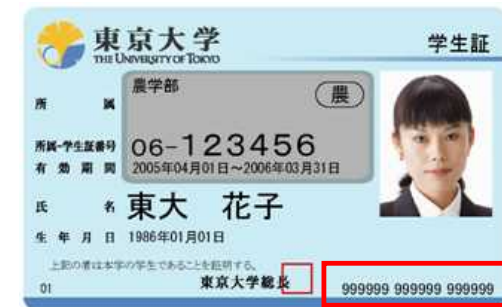 東京大学
THE UNIVERSITY OF TOKYO
学生証
所属
農学部
農
所属-学生証番号
06-123456
有効期間
2005年04月01日~2006年03月31日
氏名
東大 花子
生年月日
1986年01月01日
上記の者は本学の学生であることを証明する。
東京大学総長
01
999999 999999 999999